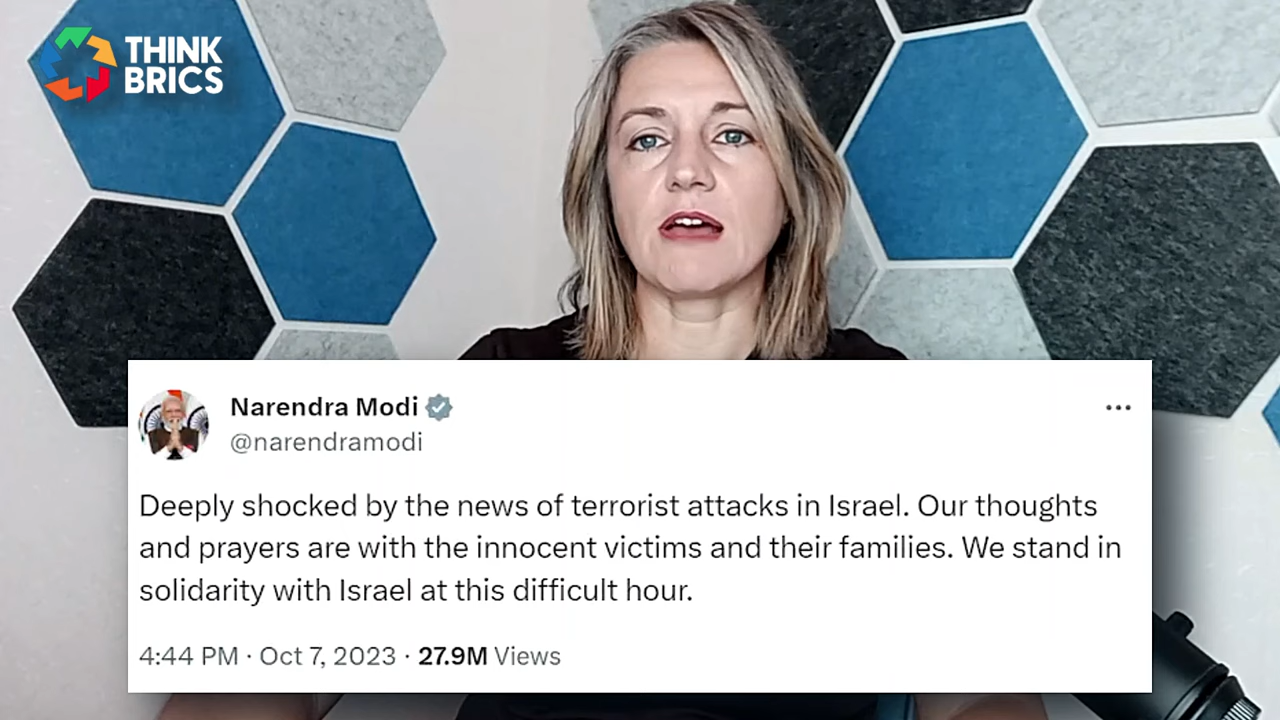 THINK
BRICS
Narendra Modi
@narendramodi
Deeply shocked by the news of terrorist attacks in Israel. Our thoughts
and prayers are with the innocent victims and their families. We stand in
solidarity with Israel at this difficult hour.
4:44 PM · Oct 7, 2023 · 27.9M Views